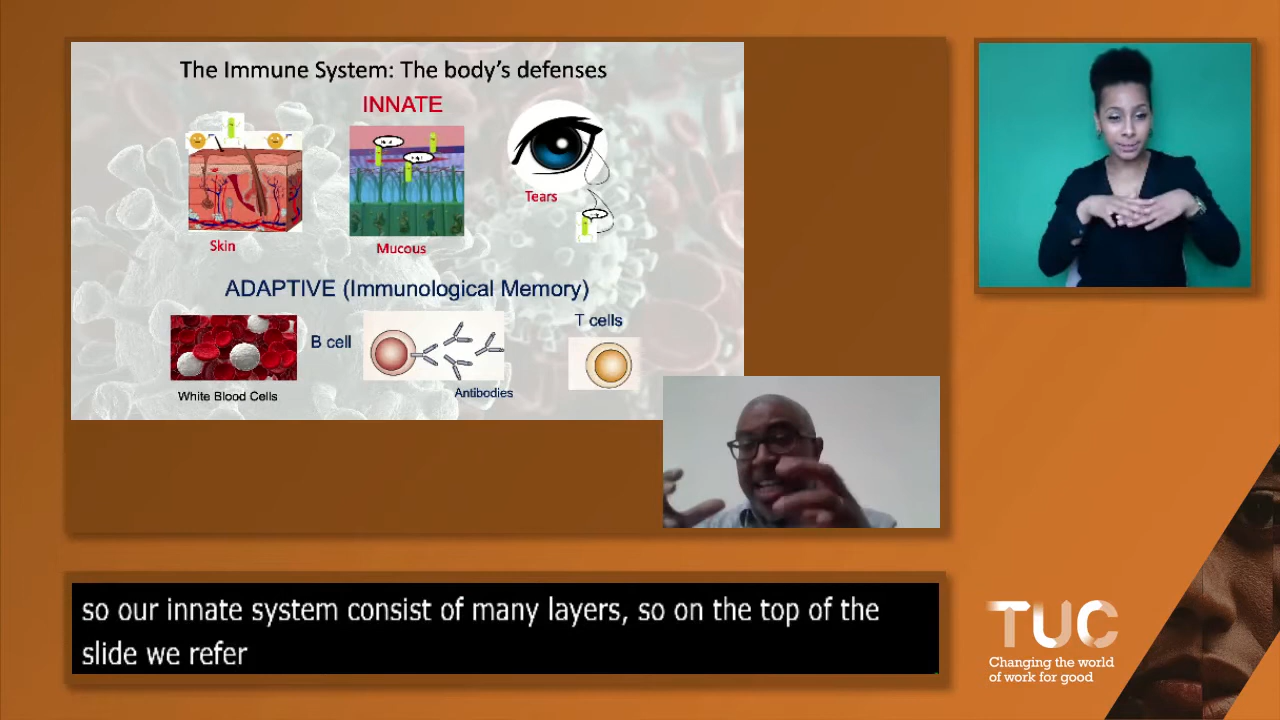 The Immune System: The body's defenses
INNATE
Tears
Skin
Mucous
ADAPTIVE (Immunological Memory)
T cells
B cell
Antibodies
White Blood Cells
so our innate system consist of many layers, so on the top of the
slide we refer
TUC
Changing the world
of work for good